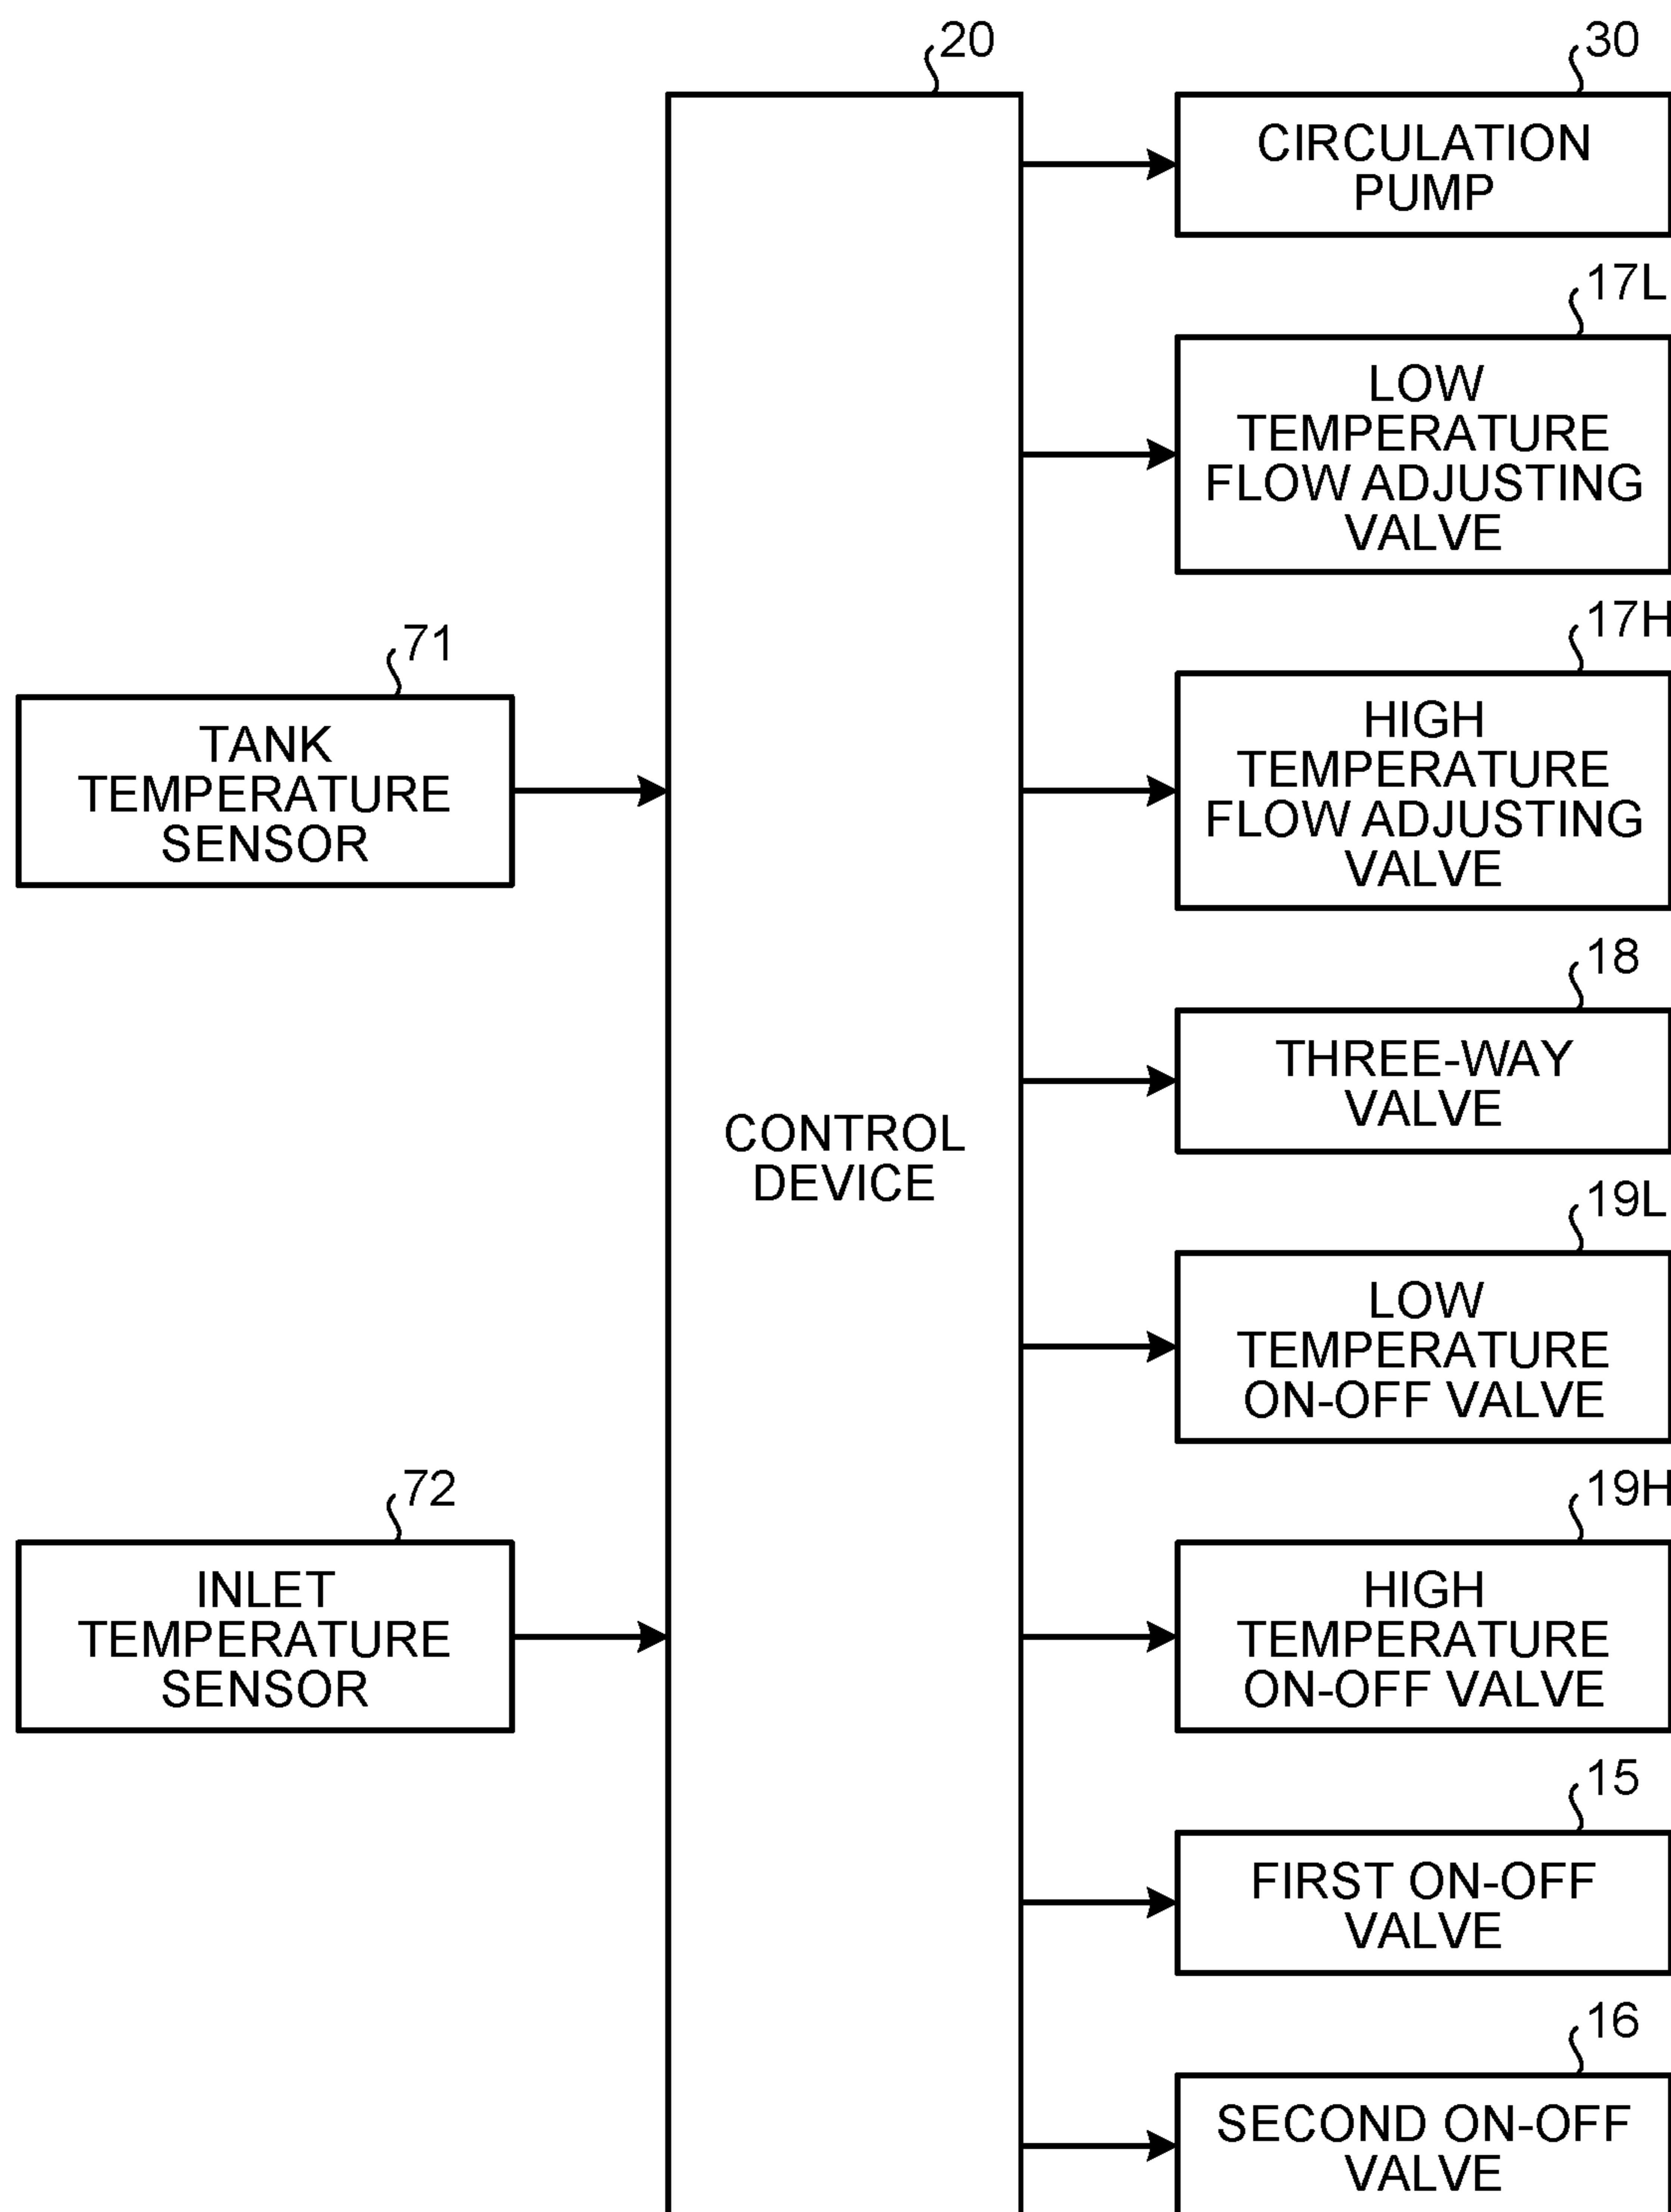 20
30
CIRCULATION
PUMP
17L
LOW
TEMPERATURE
FLOW ADJUSTING
VALVE
17H
HIGH
TEMPERATURE
FLOW ADJUSTING
VALVE
71
TANK
TEMPERATURE
SENSOR
18
THREE-WAY
VALVE
CONTROL
DEVICE
19L
LOW
TEMPERATURE
ON-OFF VALVE
72
INLET
TEMPERATURE
SENSOR
19H
HIGH
TEMPERATURE
ON-OFF VALVE
15
FIRST ON-OFF
VALVE
16
SECOND ON-OFF
VALVE